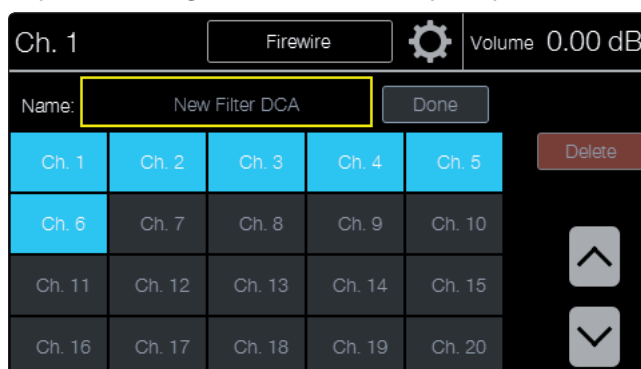 Ch. 1 Firewire Volume 0.00 dB
Name: New Filter DCA Done
Ch. 1 Ch. 2 Ch. 3 Ch. 4 Ch. 5 Delete
Ch. 6 Ch. 7 Ch. 8 Ch. 9 Ch. 10
Ch. 11 Ch. 12 Ch. 13 Ch. 14 Ch. 15
Ch. 16 Ch. 17 Ch. 18 Ch. 19 Ch. 20